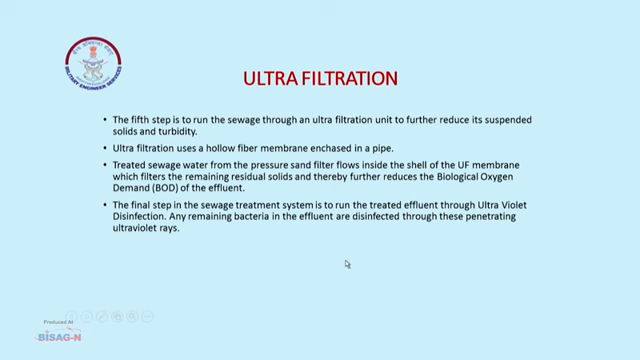 MILITARY ENGINEER SERVICES
ULTRA FILTRATION
• The fifth step is to run the sewage through an ultra filtration unit to further reduce its suspended
solids and turbidity.
• Ultra filtration uses a hollow fiber membrane enchased in a pipe.
• Treated sewage water from the pressure sand filter flows inside the shell of the UF membrane
which filters the remaining residual solids and thereby further reduces the Biological Oxygen
Demand (BOD) of the effluent.
• The final step in the sewage treatment system is to run the treated effluent through Ultra Violet
Disinfection. Any remaining bacteria in the effluent are disinfected through these penetrating
ultraviolet rays.
Produced At
BISAG-N